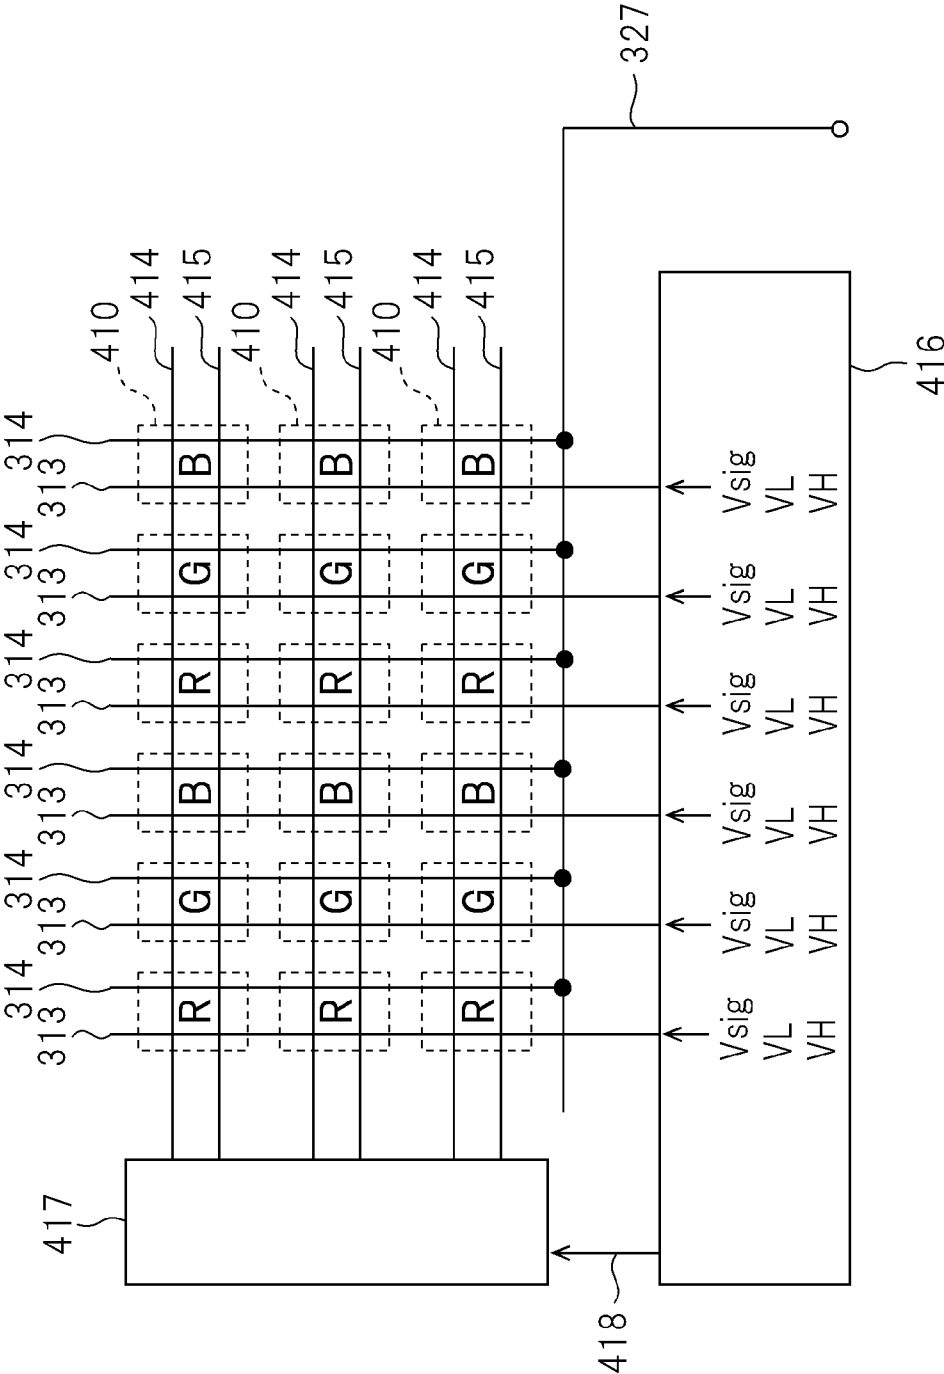 314 314 314 314 314 314
417 313 313 313 313 313 313
410
414
R G B R G B 415
410
414
R G B R G B 415
410
414
R G B R G B 415
418
327
Vsig Vsig Vsig Vsig Vsig Vsig
VL VL VL VL VL VL
VH VH VH VH VH VH
416